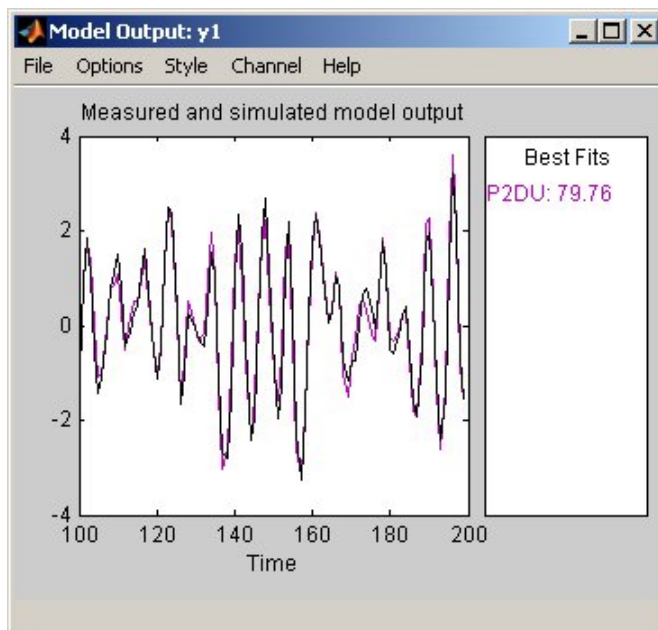 Model Output: y1
File Options Style Channel Help
Measured and simulated model output
Best Fits
P2DU: 79.76
4
2
0
-2
-4
100 120 140 160 180 200
Time